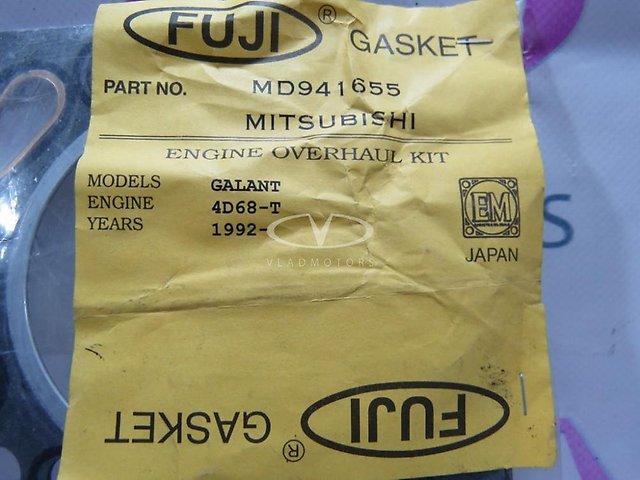 FUJI ® GASKET
PART NO. MD941655
MITSUBISHI
ENGINE OVERHAUL KIT
MODELS GALANT
ENGINE 4D68-T
YEARS 1992-
VLADMOTORS
EM
JAPAN
S
FUJI ® GASKET